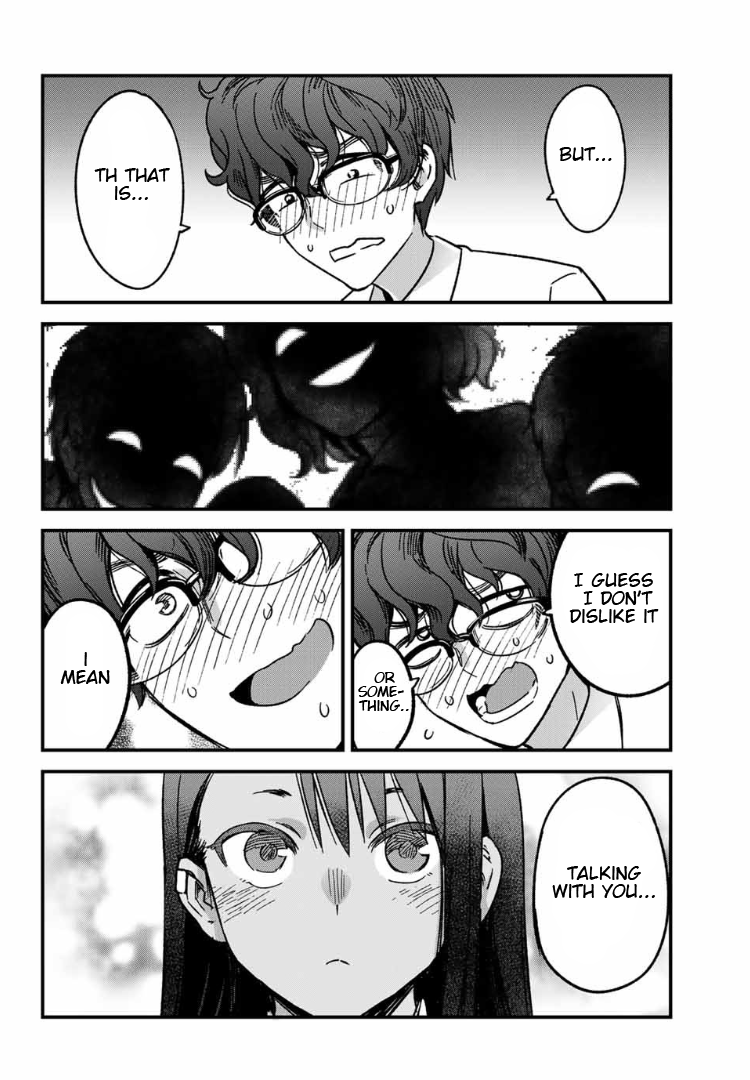 BUT...
TH THAT
IS...
I GUESS
I DON'T
DISLIKE IT
OR
SOME-
THING..
I
MEAN
TALKING
WITH YOU...